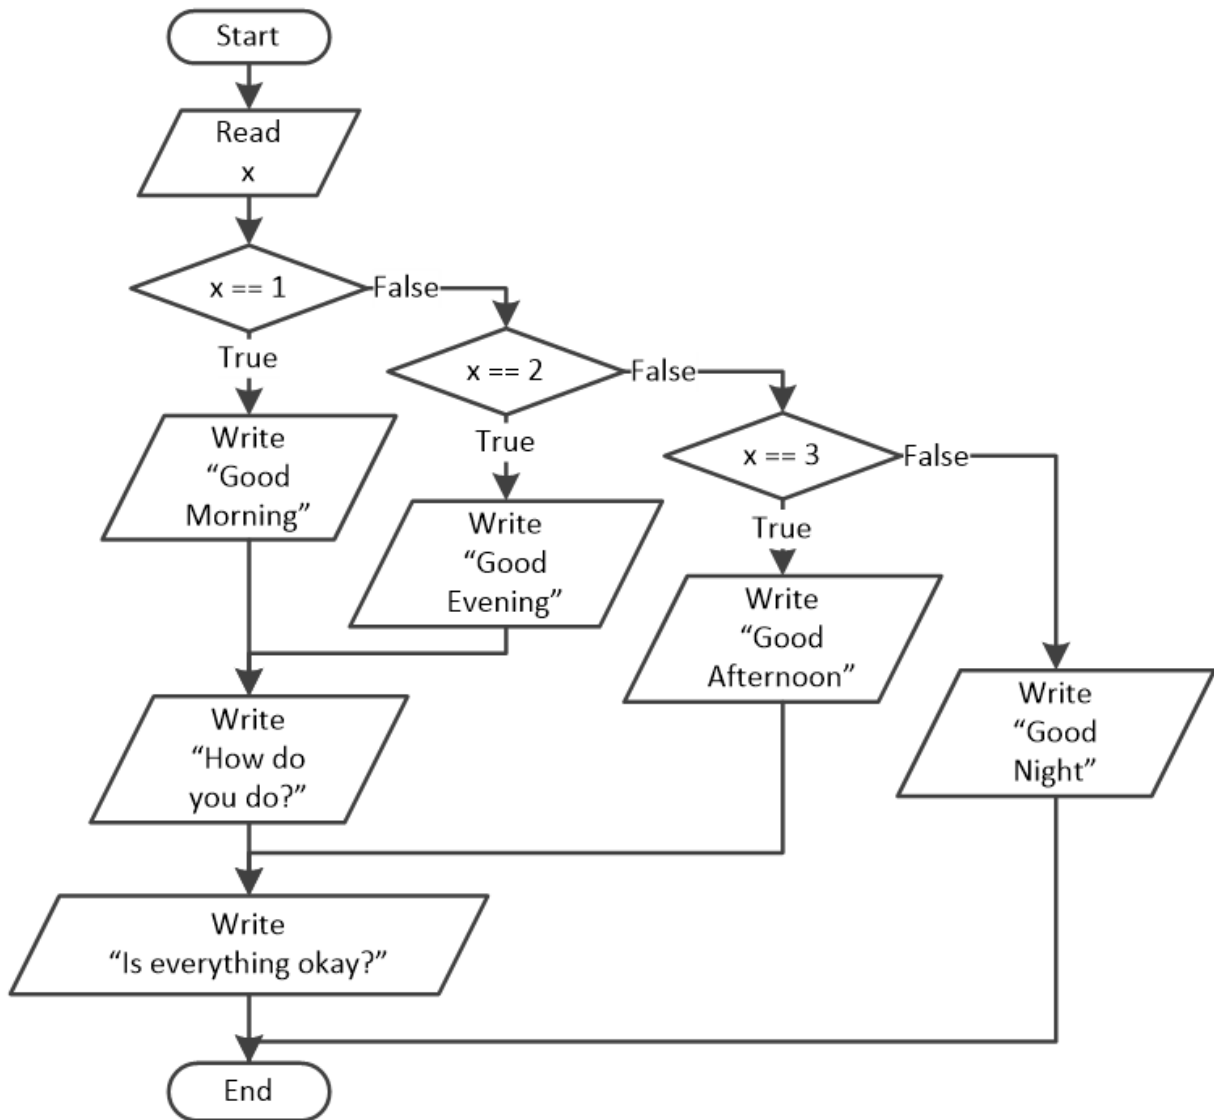 Start
Read
x
x == 1
False
True
x == 2
False
True
x == 3
False
True
Write
“Good
Morning”
Write
“Good
Evening”
Write
“Good
Afternoon”
Write
“Good
Night”
Write
“How do
you do?”
Write
“Is everything okay?”
End